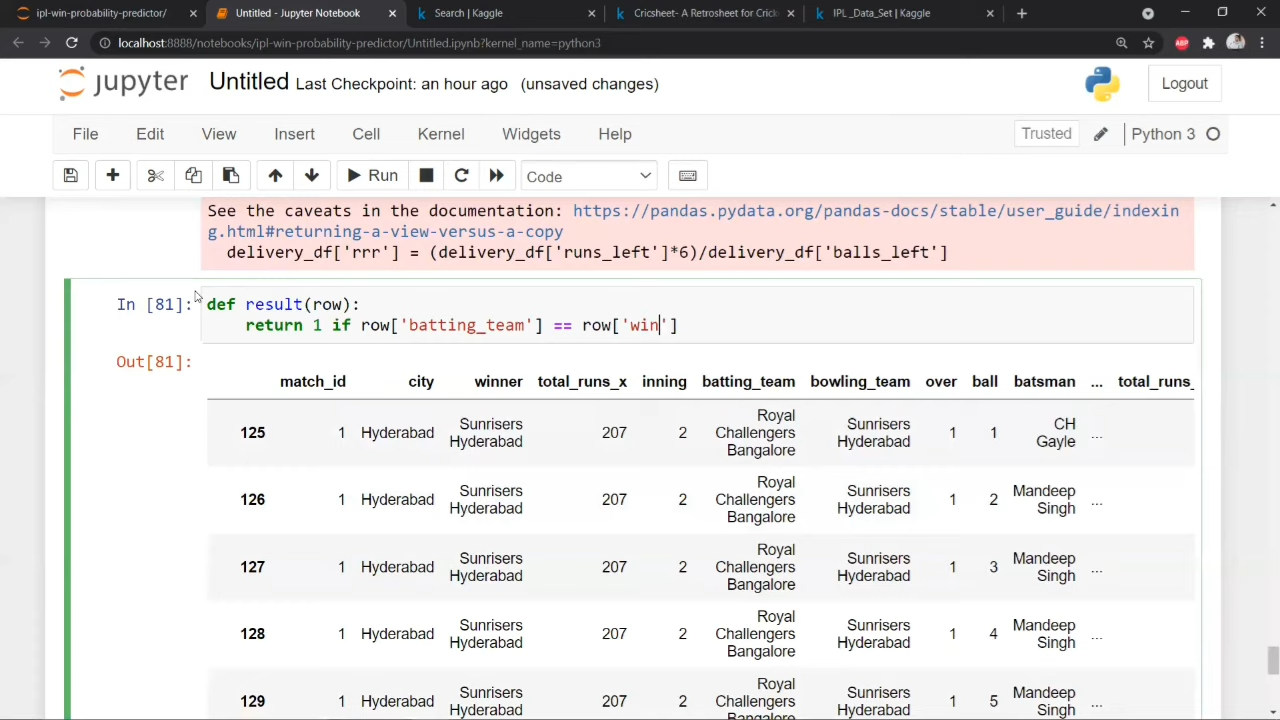 ipl-win-probability-predictor/
Untitled - Jupyter Notebook
Search | Kaggle
Cricsheet- A Retrosheet for Crick
IPL _Data_Set | Kaggle
localhost:8888/notebooks/ipl-win-probability-predictor/Untitled.ipynb?kernel_name=python3
ABP
jupyter Untitled Last Checkpoint: an hour ago (unsaved changes)
Logout
File Edit View Insert Cell Kernel Widgets Help
Trusted Python 3
Run Code
See the caveats in the documentation: https://pandas.pydata.org/pandas-docs/stable/user_guide/indexin
g.html#returning-a-view-versus-a-copy
delivery_df['rrr'] = (delivery_df['runs_left']*6)/delivery_df['balls_left']
In [81]: def result(row):
return 1 if row['batting_team'] == row['win']
Out[81]:
match_id city winner total_runs_x inning batting_team bowling_team over ball batsman ... total_runs_
125 1 Hyderabad Sunrisers Hyderabad 207 2 Royal Challengers Bangalore Sunrisers Hyderabad 1 1 CH Gayle ...
126 1 Hyderabad Sunrisers Hyderabad 207 2 Royal Challengers Bangalore Sunrisers Hyderabad 1 2 Mandeep Singh ...
127 1 Hyderabad Sunrisers Hyderabad 207 2 Royal Challengers Bangalore Sunrisers Hyderabad 1 3 Mandeep Singh ...
128 1 Hyderabad Sunrisers Hyderabad 207 2 Royal Challengers Bangalore Sunrisers Hyderabad 1 4 Mandeep Singh ...
129 1 Hyderabad Sunrisers Hyderabad 207 2 Royal Challengers Bangalore Sunrisers Hyderabad 1 5 Mandeep Singh ...